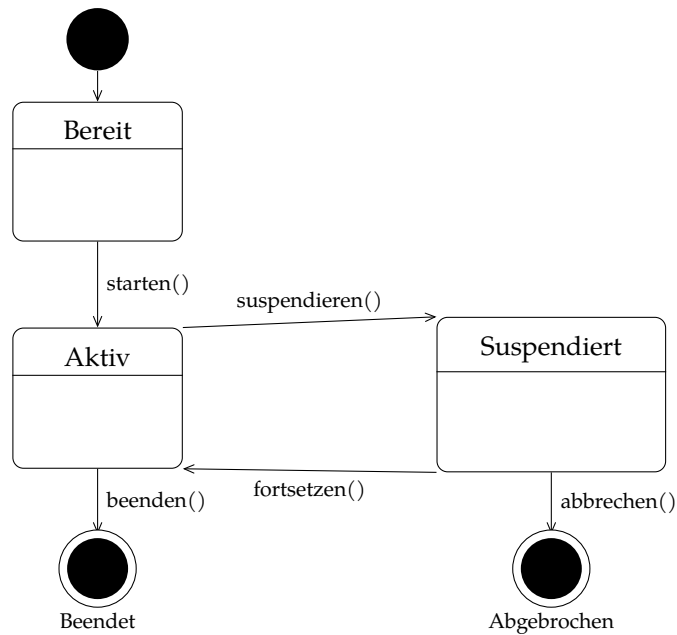 Bereit
starten()
suspendieren()
Aktiv
Suspendiert
fortsetzen()
beenden()
abbrechen()
Beendet
Abgebrochen